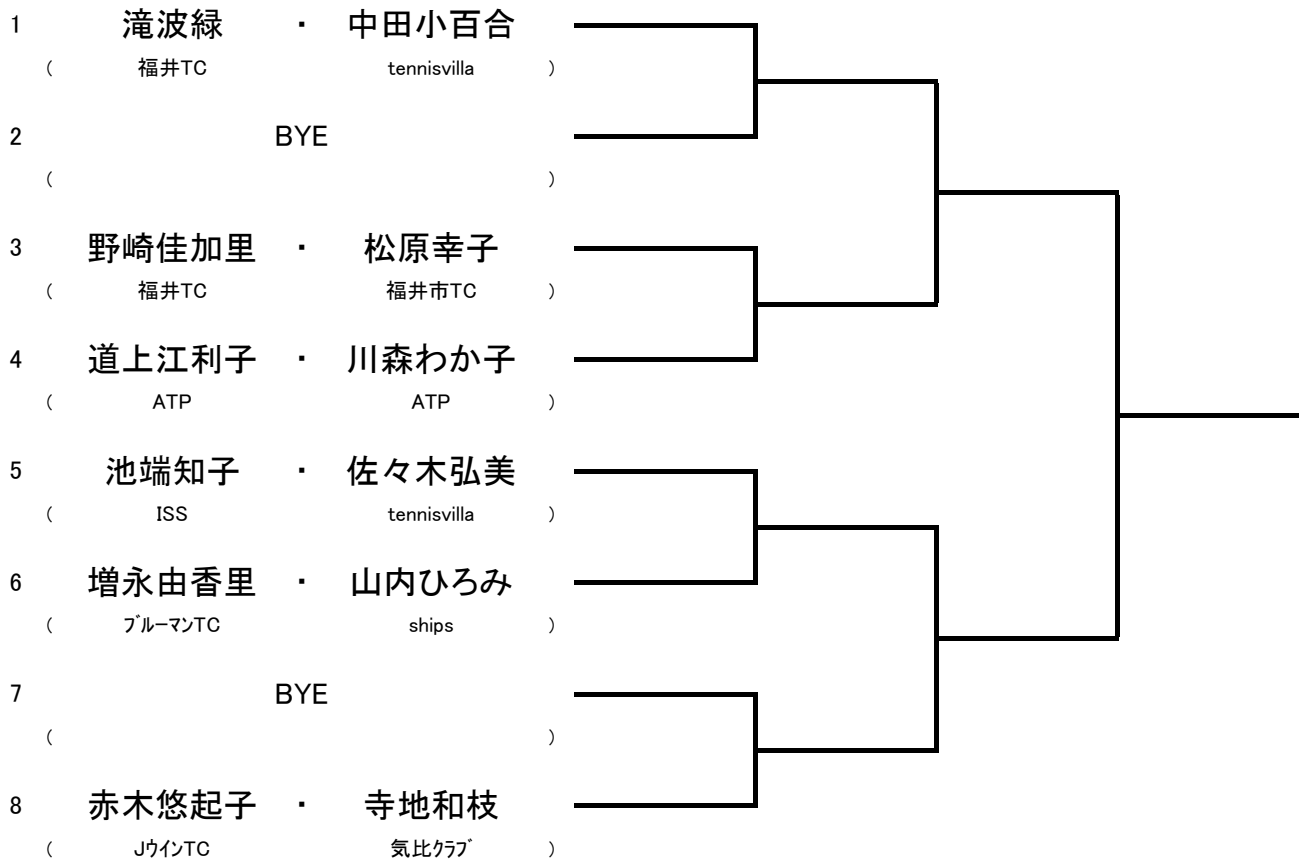 1 滝波緑 ・ 中田小百合
( 福井TC tennisvilla )
2 BYE
( )
3 野崎佳加里 ・ 松原幸子
( 福井TC 福井市TC )
4 道上江利子 ・ 川森わか子
( ATP ATP )
5 池端知子 ・ 佐々木弘美
( ISS tennisvilla )
6 増永由香里 ・ 山内ひろみ
( ﾌﾞﾙｰﾏﾝTC ships )
7 BYE
( )
8 赤木悠起子 ・ 寺地和枝
( JｳｲﾝTC 気比ｸﾗﾌﾞ )